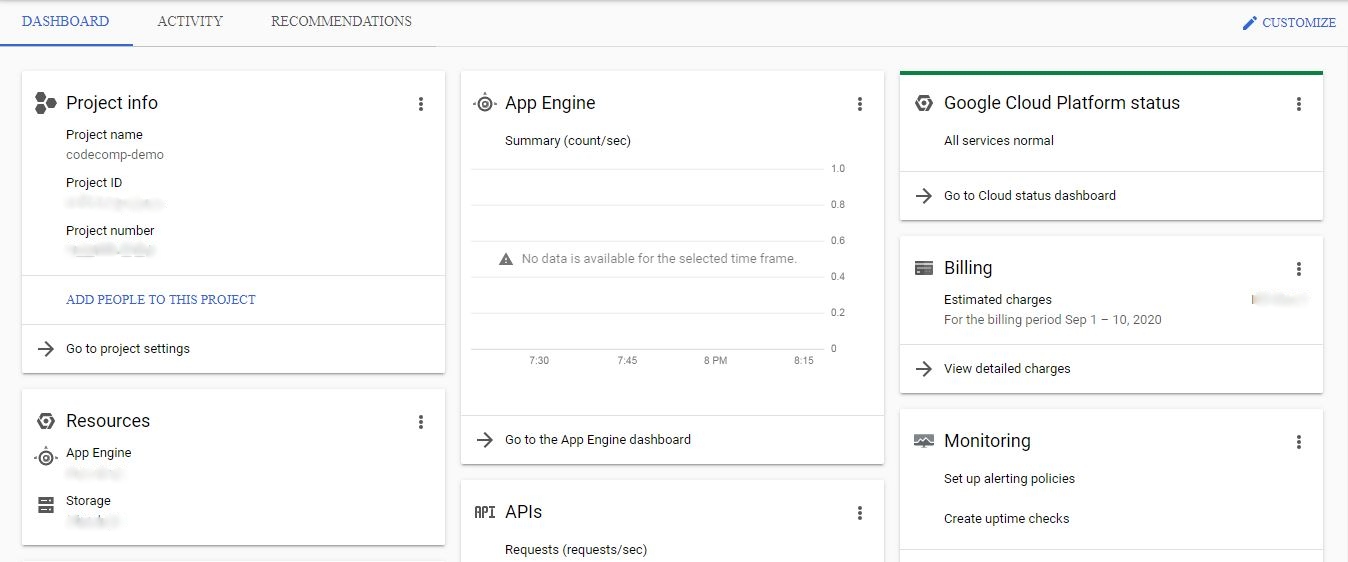 DASHBOARD
ACTIVITY
RECOMMENDATIONS
CUSTOMIZE
Project info
Project name
codecomp-demo
Project ID
Project number
ADD PEOPLE TO THIS PROJECT
Go to project settings
Resources
App Engine
Storage
App Engine
Summary (count/sec)
1.0
0.8
0.6
No data is available for the selected time frame.
0.4
0.2
0
7:30
7:45
8 PM
8:15
Go to the App Engine dashboard
API APIs
Requests (requests/sec)
Google Cloud Platform status
All services normal
Go to Cloud status dashboard
Billing
Estimated charges
For the billing period Sep 1 – 10, 2020
View detailed charges
Monitoring
Set up alerting policies
Create uptime checks